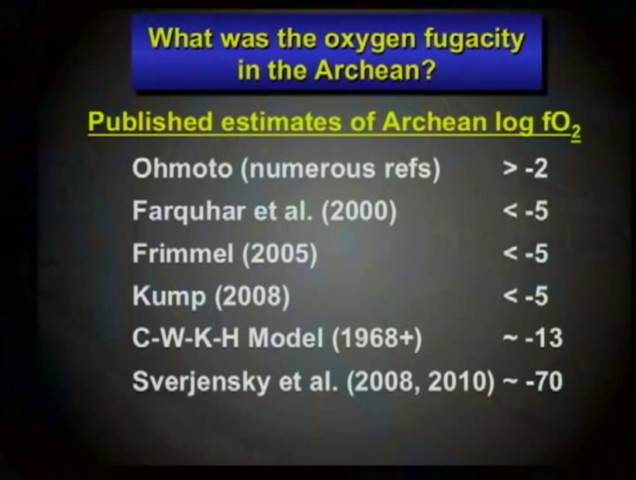 What was the oxygen fugacity
in the Archean?
Published estimates of Archean log fO₂
Ohmoto (numerous refs) > -2
Farquhar et al. (2000) < -5
Frimmel (2005) < -5
Kump (2008) < -5
C-W-K-H Model (1968+) ~ -13
Sverjensky et al. (2008, 2010) ~ -70